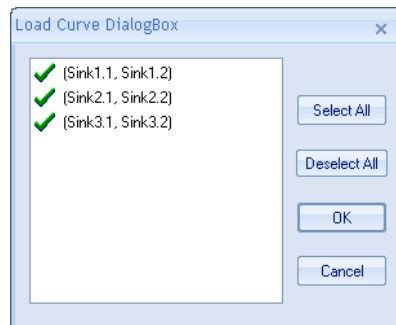 Load Curve DialogBox
(Sink1.1, Sink1.2)
(Sink2.1, Sink2.2)
(Sink3.1, Sink3.2)
Select All
Deselect All
OK
Cancel